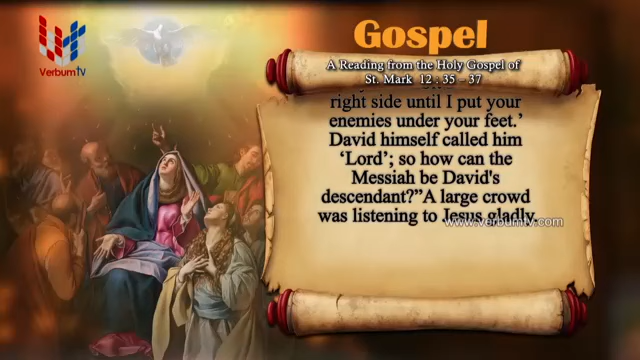 VerbumTV
Gospel
A Reading from the Holy Gospel of
St. Mark 12 : 35 – 37
right side until I put your
enemies under your feet.’
David himself called him
‘Lord’; so how can the
Messiah be David's
descendant?”A large crowd
was listening to Jesus gladly.
www.verbumtv.com